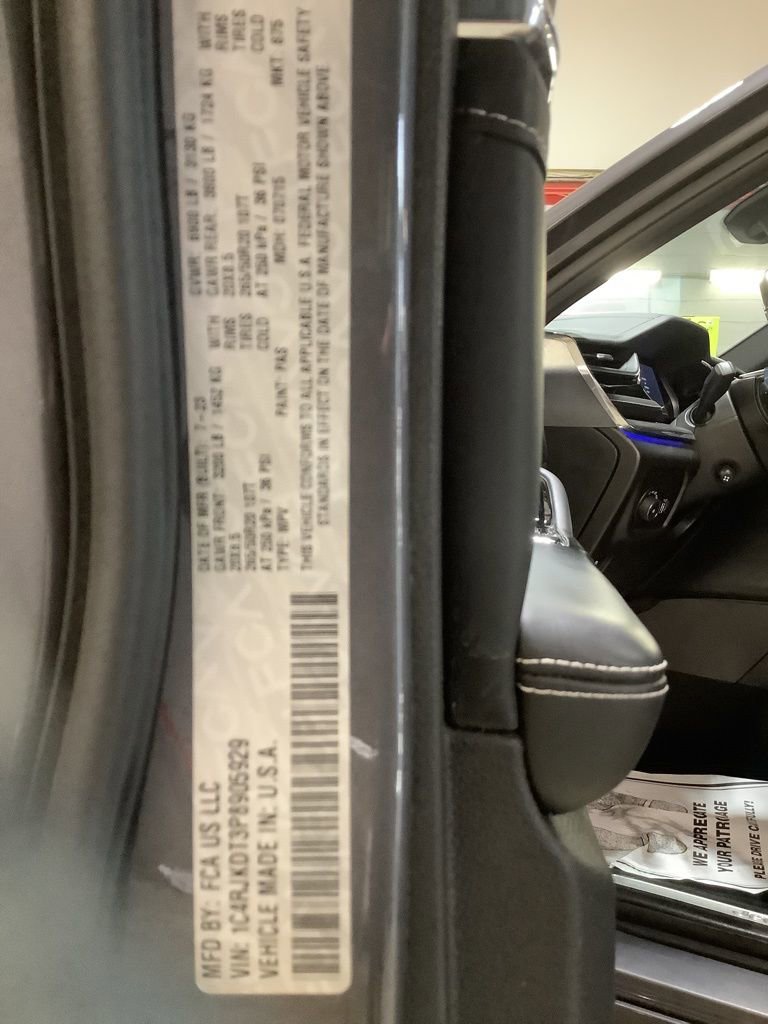 MFD BY: FCA US LLC
VIN: 1C4RJKDT3P8905929
VEHICLE MADE IN: U.S.A.
DATE OF MFR (BUILT): 7-23 GVWR: 6900 LB / 3130 KG
GAWR FRONT: 3200 LB / 1452 KG WITH GAWR REAR: 3800 LB / 1724 KG WITH
20X8.5 RIMS 20X8.5 RIMS
265/50R20 107T TIRES 265/50R20 107T TIRES
AT 250 kPa / 36 PSI COLD AT 250 kPa / 36 PSI COLD
TYPE: MPV PAINT: PAS MDH: 070715 WKT: 675
THIS VEHICLE CONFORMS TO ALL APPLICABLE U.S.A. FEDERAL MOTOR VEHICLE SAFETY
STANDARDS IN EFFECT ON THE DATE OF MANUFACTURE SHOWN ABOVE
WE APPRECIATE
YOUR PATRONAGE
PLEASE DRIVE CAREFULLY!